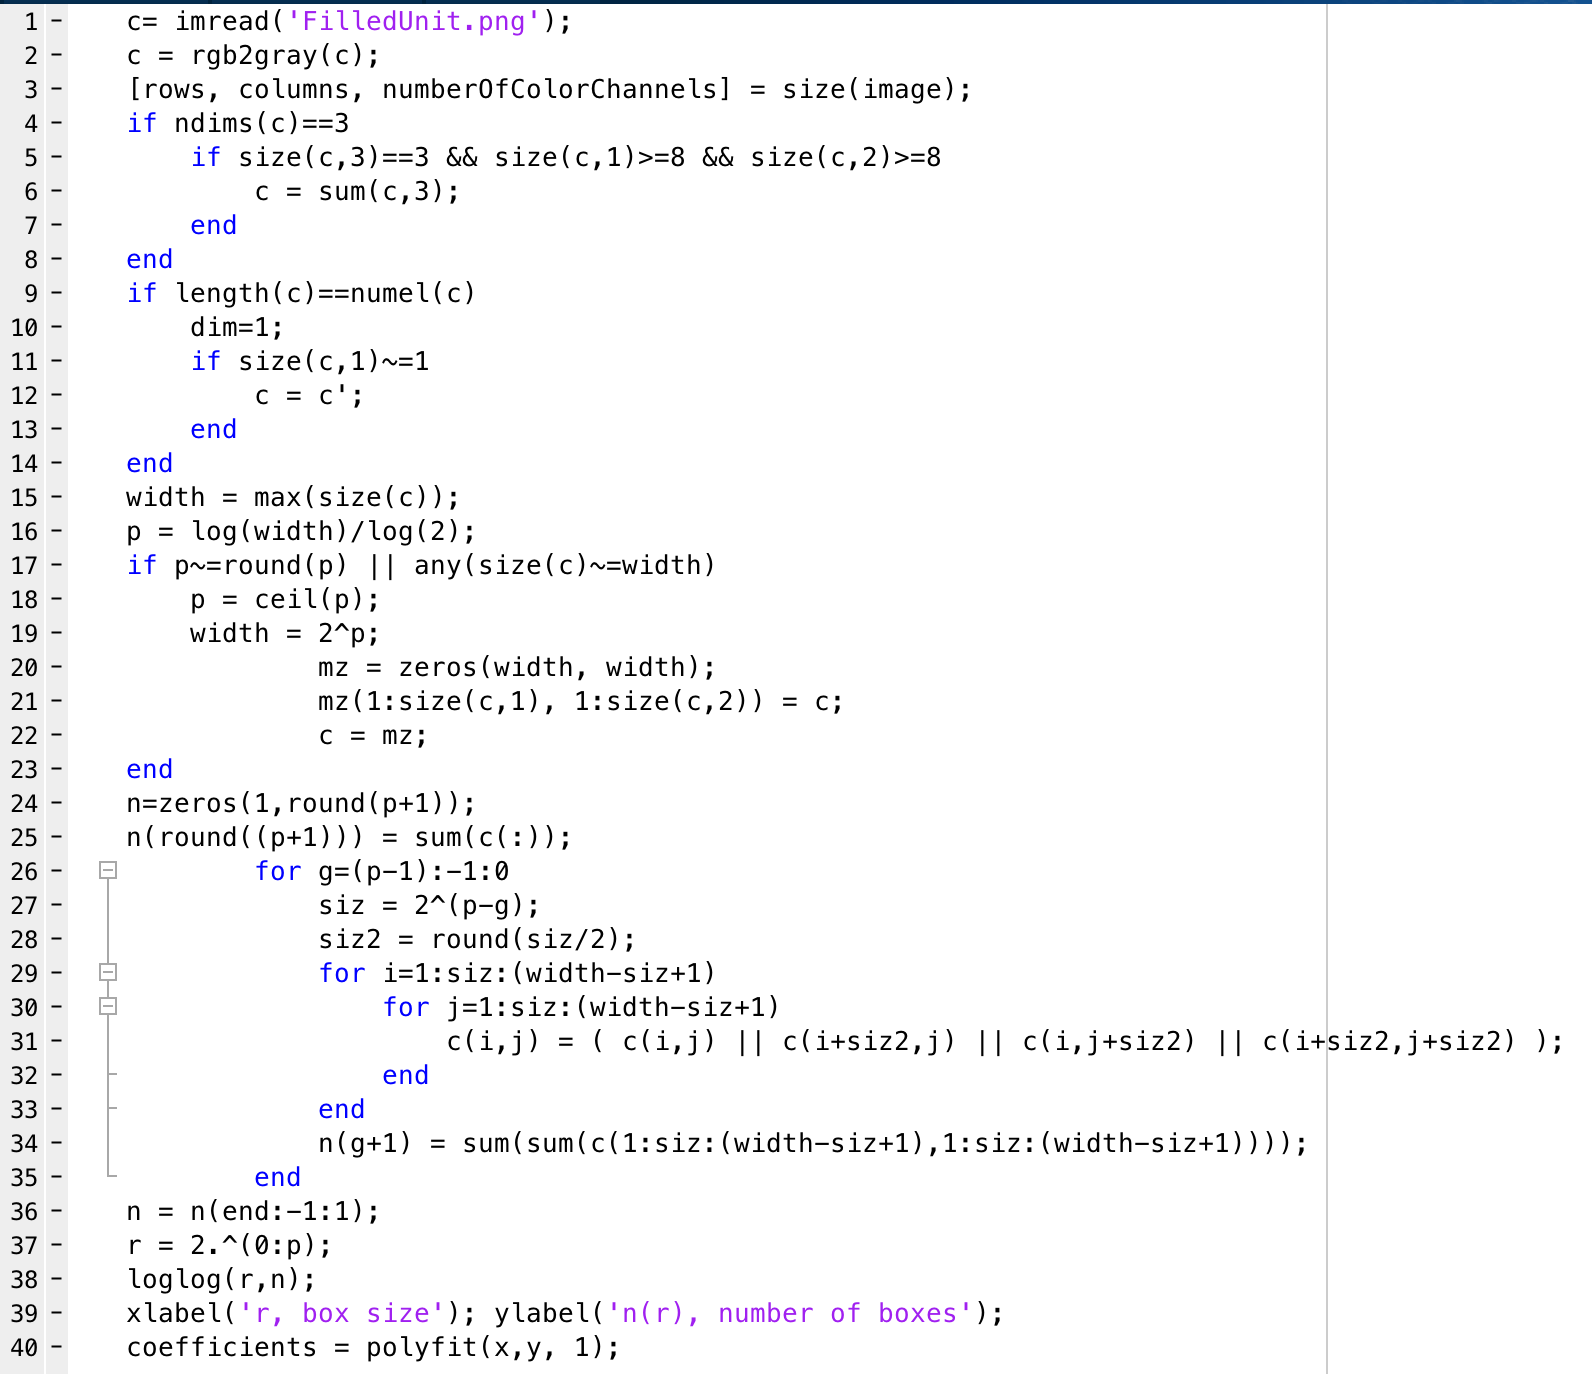 1 - c= imread('FilledUnit.png');
2 - c = rgb2gray(c);
3 - [rows, columns, numberOfColorChannels] = size(image);
4 - if ndims(c)==3
5 - if size(c,3)==3 && size(c,1)>=8 && size(c,2)>=8
6 - c = sum(c,3);
7 - end
8 - end
9 - if length(c)==numel(c)
10 - dim=1;
11 - if size(c,1)~=1
12 - c = c';
13 - end
14 - end
15 - width = max(size(c));
16 - p = log(width)/log(2);
17 - if p~=round(p) || any(size(c)~=width)
18 - p = ceil(p);
19 - width = 2^p;
20 - mz = zeros(width, width);
21 - mz(1:size(c,1), 1:size(c,2)) = c;
22 - c = mz;
23 - end
24 - n=zeros(1,round(p+1));
25 - n(round((p+1))) = sum(c(:));
26 - for g=(p-1):-1:0
27 - siz = 2^(p-g);
28 - siz2 = round(siz/2);
29 - for i=1:siz:(width-siz+1)
30 - for j=1:siz:(width-siz+1)
31 - c(i,j) = ( c(i,j) || c(i+siz2,j) || c(i,j+siz2) || c(i+siz2,j+siz2) );
32 - end
33 - end
34 - n(g+1) = sum(sum(c(1:siz:(width-siz+1),1:siz:(width-siz+1))));
35 - end
36 - n = n(end:-1:1);
37 - r = 2.^(0:p);
38 - loglog(r,n);
39 - xlabel('r, box size'); ylabel('n(r), number of boxes');
40 - coefficients = polyfit(x,y, 1);